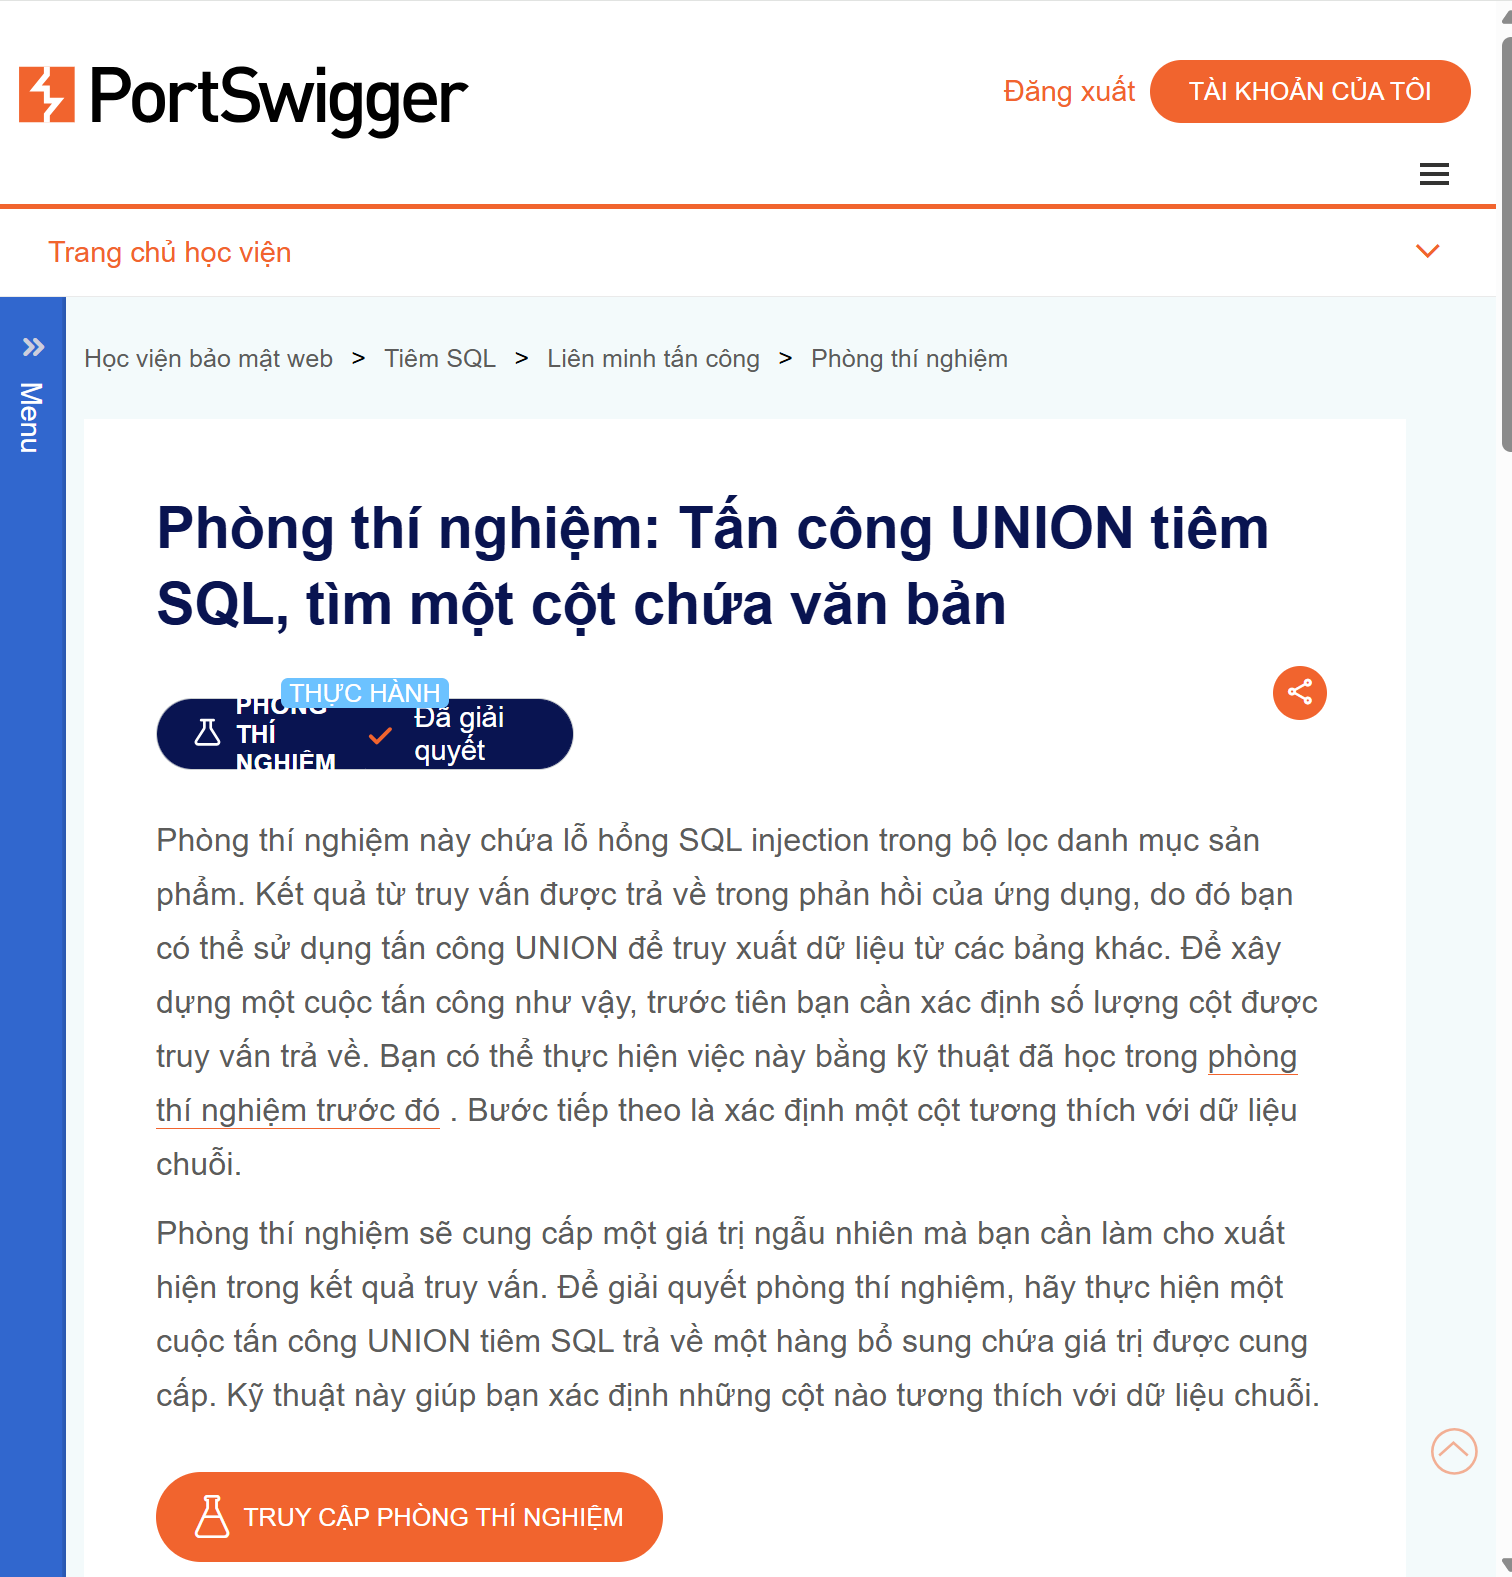 PortSwigger
Đăng xuất
TÀI KHOẢN CỦA TÔI
Trang chủ học viện
Menu
Học viện bảo mật web > Tiêm SQL > Liên minh tấn công > Phòng thí nghiệm
Phòng thí nghiệm: Tấn công UNION tiêm
SQL, tìm một cột chứa văn bản
THỰC HÀNH
PHÒNG
THÍ
NGHIỆM
Đã giải
quyết
Phòng thí nghiệm này chứa lỗ hổng SQL injection trong bộ lọc danh mục sản
phẩm. Kết quả từ truy vấn được trả về trong phản hồi của ứng dụng, do đó bạn
có thể sử dụng tấn công UNION để truy xuất dữ liệu từ các bảng khác. Để xây
dựng một cuộc tấn công như vậy, trước tiên bạn cần xác định số lượng cột được
truy vấn trả về. Bạn có thể thực hiện việc này bằng kỹ thuật đã học trong phòng
thí nghiệm trước đó . Bước tiếp theo là xác định một cột tương thích với dữ liệu
chuỗi.
Phòng thí nghiệm sẽ cung cấp một giá trị ngẫu nhiên mà bạn cần làm cho xuất
hiện trong kết quả truy vấn. Để giải quyết phòng thí nghiệm, hãy thực hiện một
cuộc tấn công UNION tiêm SQL trả về một hàng bổ sung chứa giá trị được cung
cấp. Kỹ thuật này giúp bạn xác định những cột nào tương thích với dữ liệu chuỗi.
TRUY CẬP PHÒNG THÍ NGHIỆM